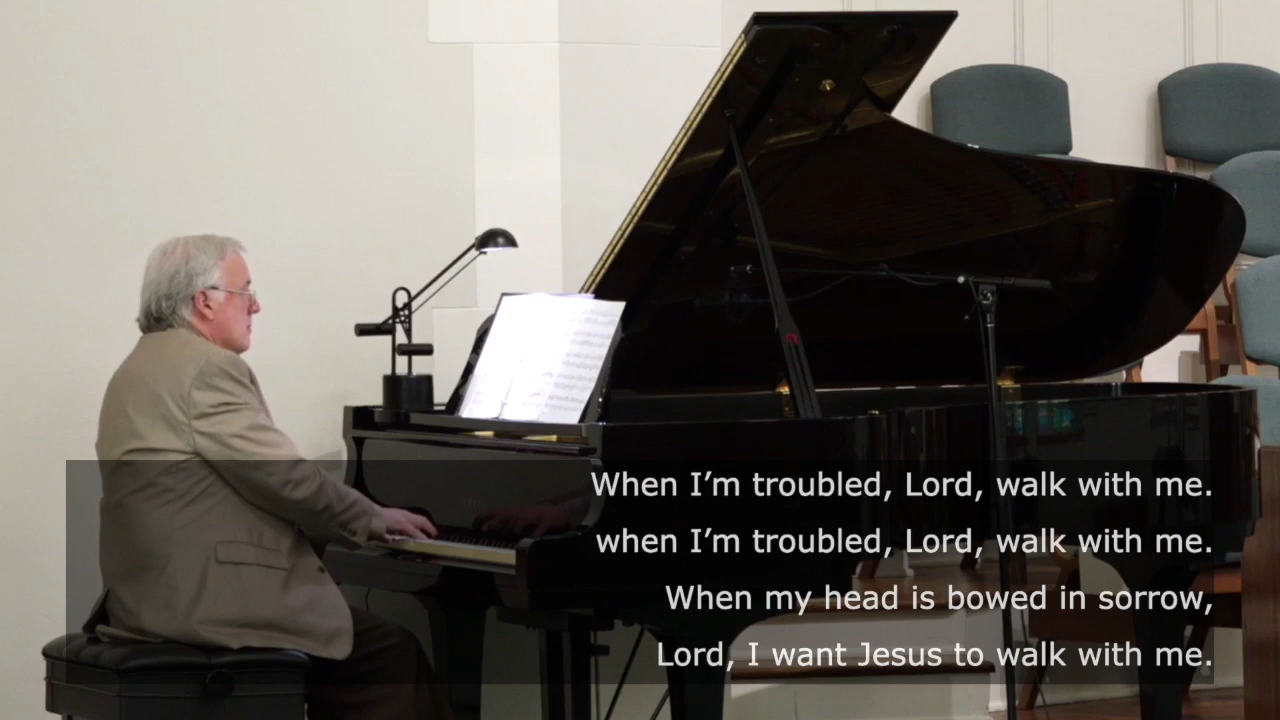 When I’m troubled, Lord, walk with me.
when I’m troubled, Lord, walk with me.
When my head is bowed in sorrow,
Lord, I want Jesus to walk with me.